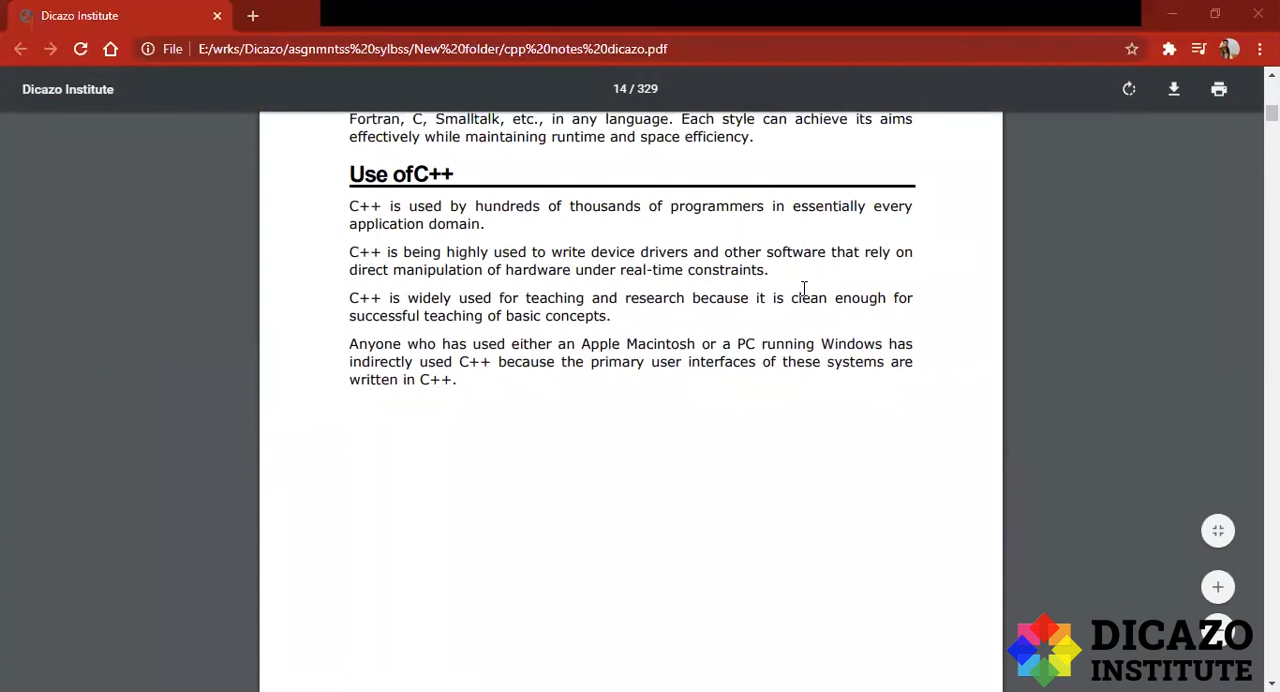 Dicazo Institute
File E:/wrks/Dicazo/asgnmntss%20sylbss/New%20folder/cpp%20notes%20dicazo.pdf
Dicazo Institute
14 / 329
Fortran, C, Smalltalk, etc., in any language. Each style can achieve its aims
effectively while maintaining runtime and space efficiency.
Use ofC++
C++ is used by hundreds of thousands of programmers in essentially every
application domain.
C++ is being highly used to write device drivers and other software that rely on
direct manipulation of hardware under real-time constraints.
C++ is widely used for teaching and research because it is clean enough for
successful teaching of basic concepts.
Anyone who has used either an Apple Macintosh or a PC running Windows has
indirectly used C++ because the primary user interfaces of these systems are
written in C++.
DICAZO
INSTITUTE